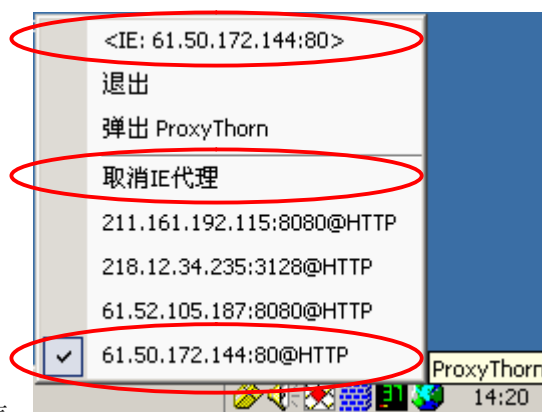 <IE: 61.50.172.144:80>
退出
弹出 ProxyThorn
取消IE代理
211.161.192.115:8080@HTTP
218.12.34.235:3128@HTTP
61.52.105.187:8080@HTTP
61.50.172.144:80@HTTP
ProxyThorn
31 14:20